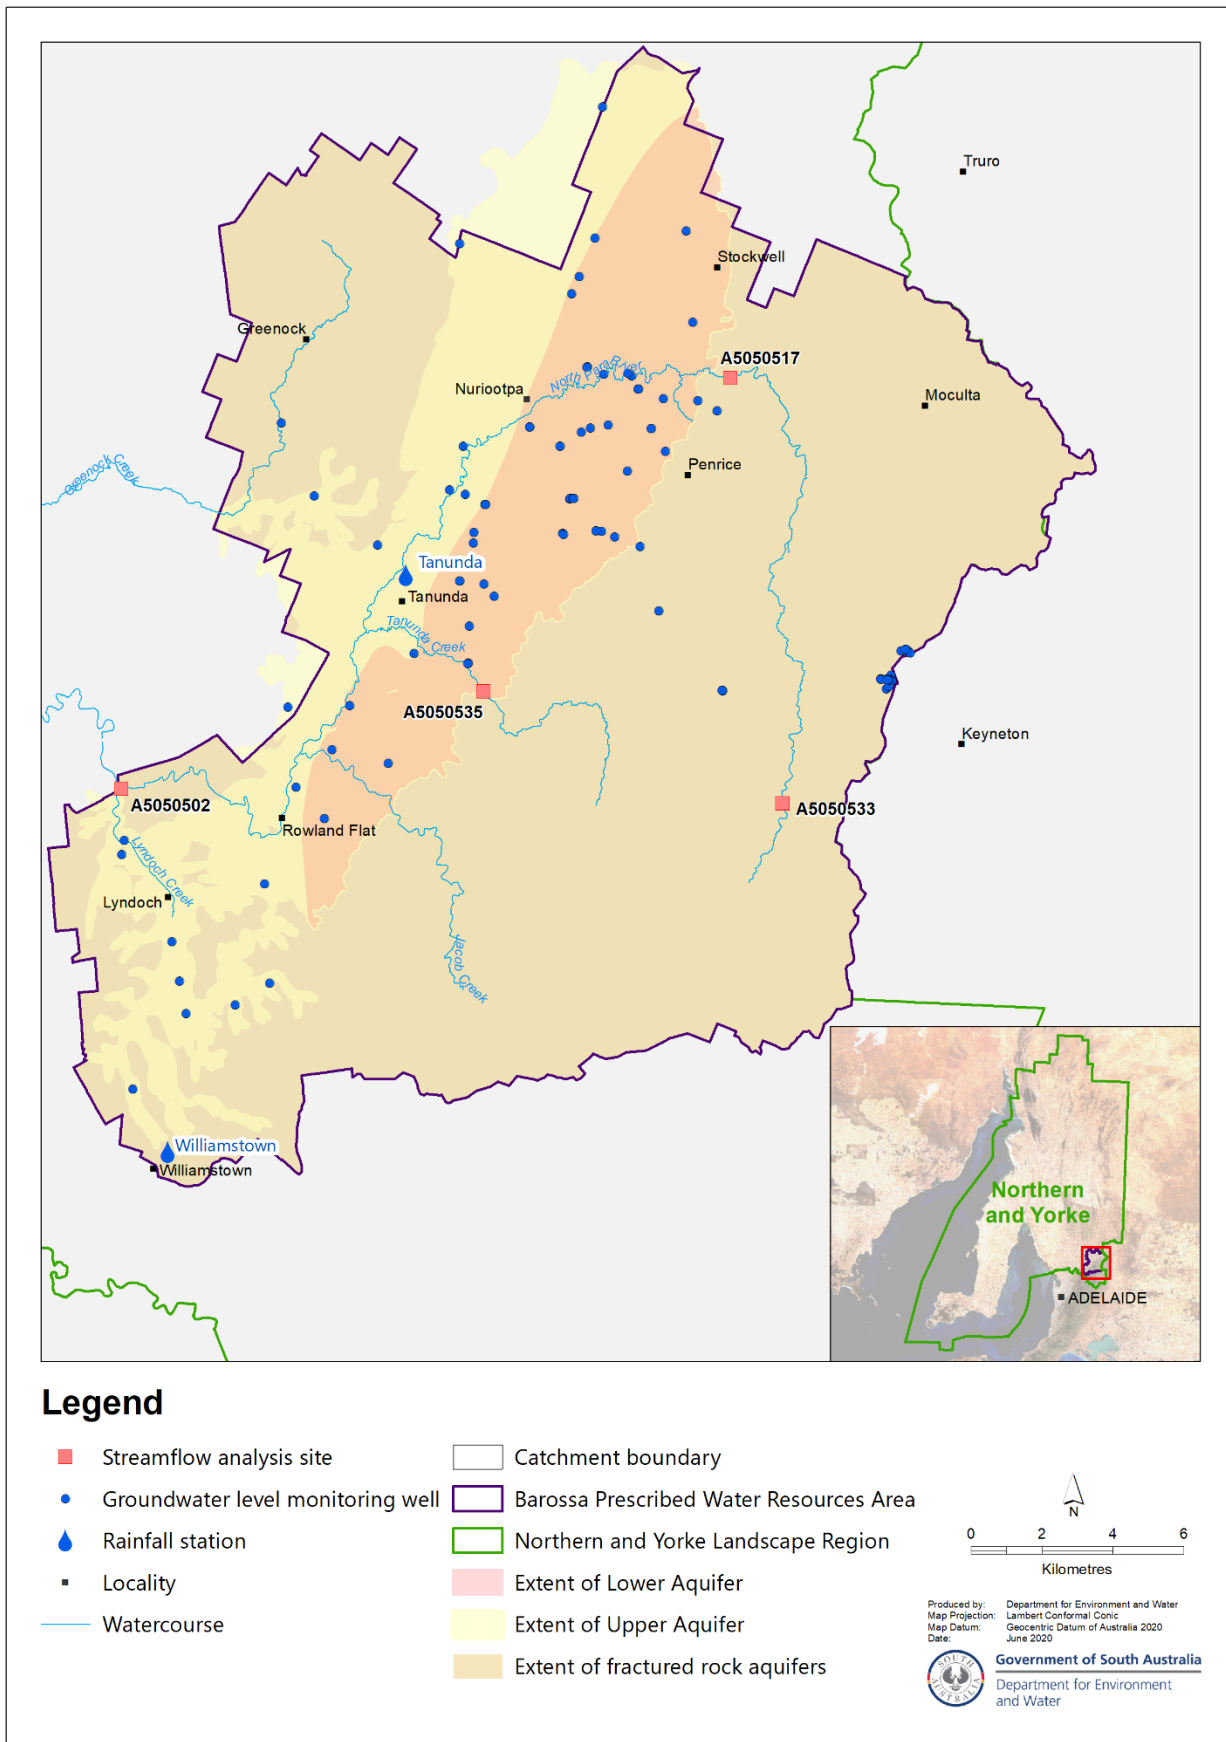 Truro
Stockwell
Greenock
A5050517
North Para River
Nuriootpa
Moculta
Greenock Creek
Penrice
Tanunda
Tanunda
Tanunda Creek
A5050535
Keyneton
A5050502
A5050533
Rowland Flat
Lyndoch Creek
Lyndoch
Jacob Creek
Williamstown
Williamstown
Northern
and Yorke
ADELAIDE
Legend
Streamflow analysis site
Groundwater level monitoring well
Rainfall station
Locality
Watercourse
Catchment boundary
Barossa Prescribed Water Resources Area
Northern and Yorke Landscape Region
Extent of Lower Aquifer
Extent of Upper Aquifer
Extent of fractured rock aquifers
N
0 2 4 6
Kilometres
Produced by: Department for Environment and Water
Map Projection: Lambert Conformal Conic
Map Datum: Geocentric Datum of Australia 2020
Date: June 2020
SOUTH AUSTRALIA
Government of South Australia
Department for Environment
and Water